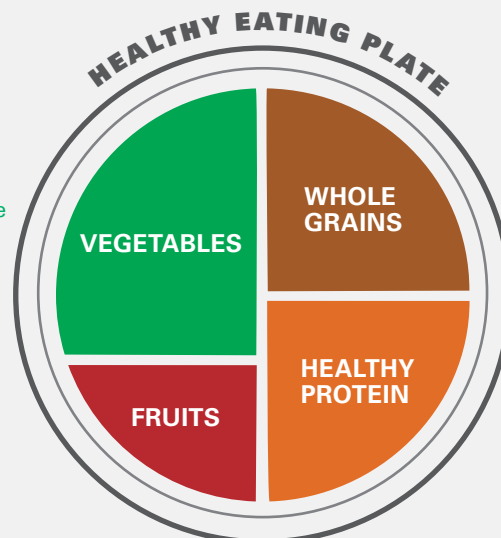 HEALTHY EATING PLATE
e
VEGETABLES
WHOLE
GRAINS
FRUITS
HEALTHY
PROTEIN